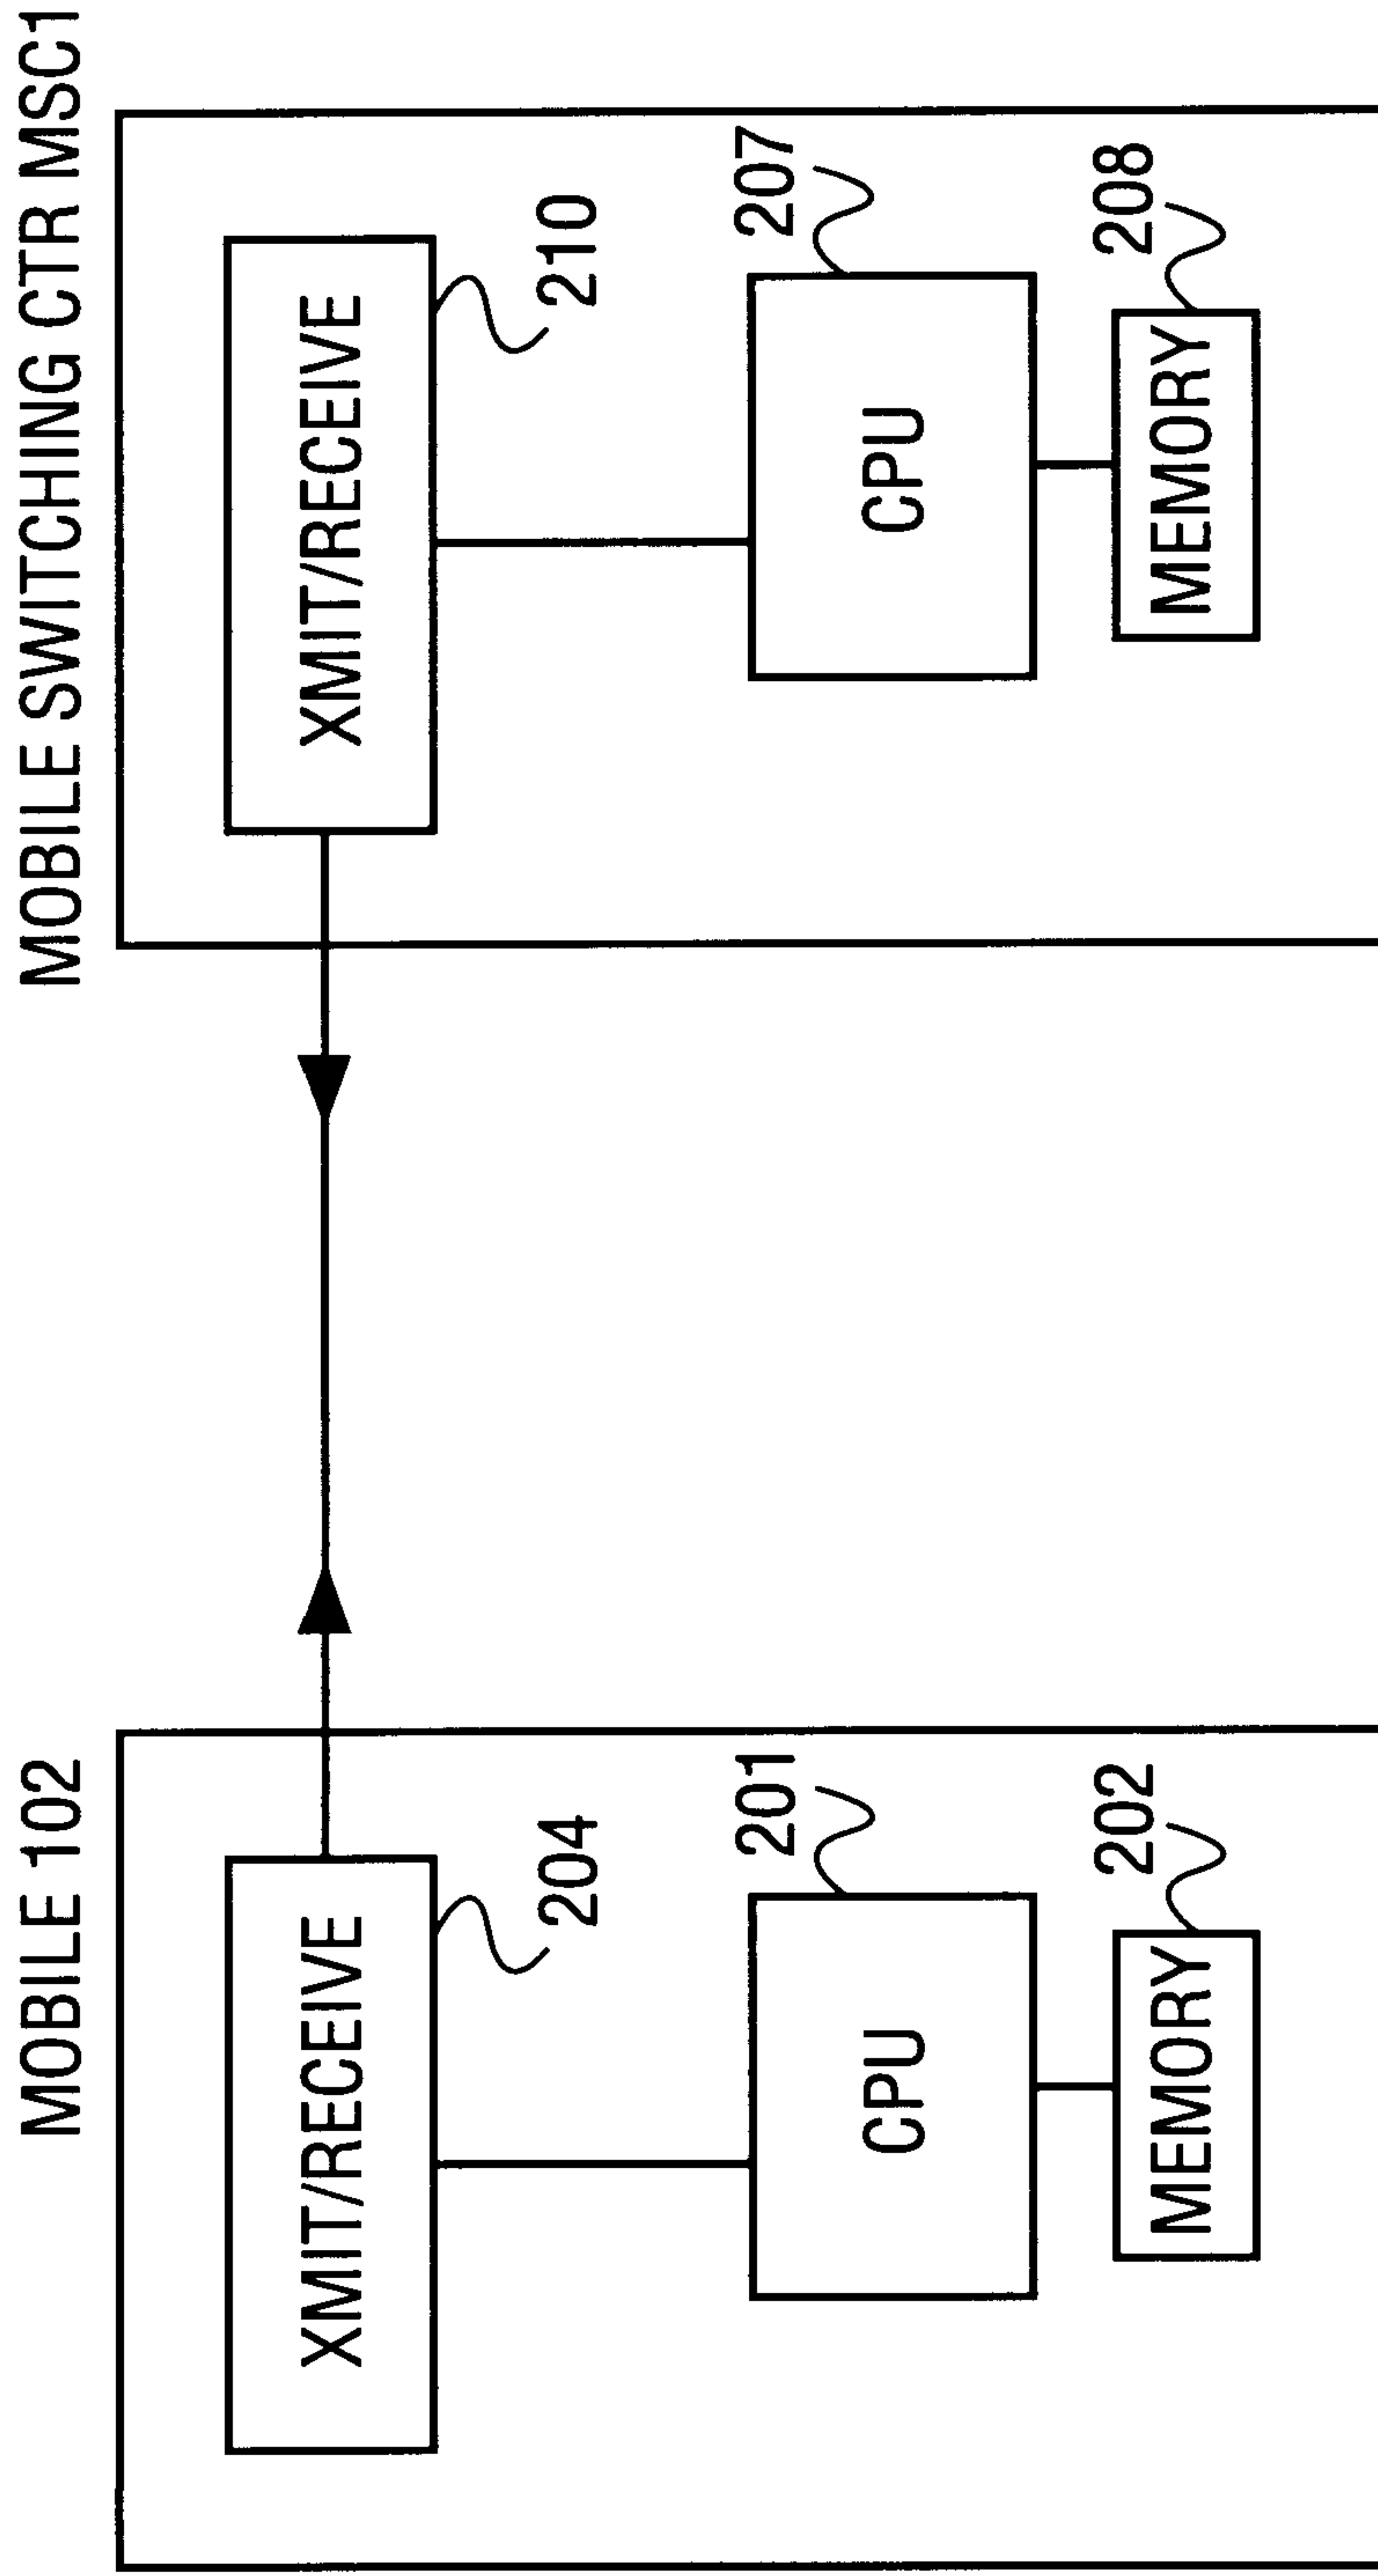 MOBILE 102
XMIT/RECEIVE
204
201
CPU
202
MEMORY
MOBILE SWITCHING CTR MSC1
XMIT/RECEIVE
210
207
CPU
208
MEMORY